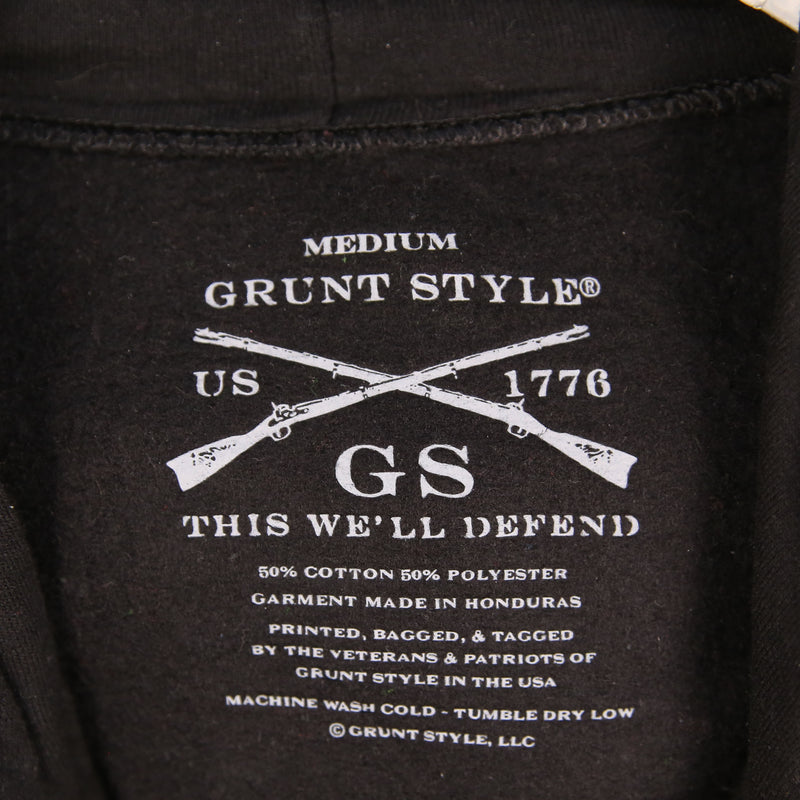 MEDIUM
GRUNT STYLE®
US 1776
GS
THIS WE'LL DEFEND
50% COTTON 50% POLYESTER
GARMENT MADE IN HONDURAS
PRINTED, BAGGED, & TAGGED
BY THE VETERANS & PATRIOTS OF
GRUNT STYLE IN THE USA
MACHINE WASH COLD - TUMBLE DRY LOW
©GRUNT STYLE, LLC